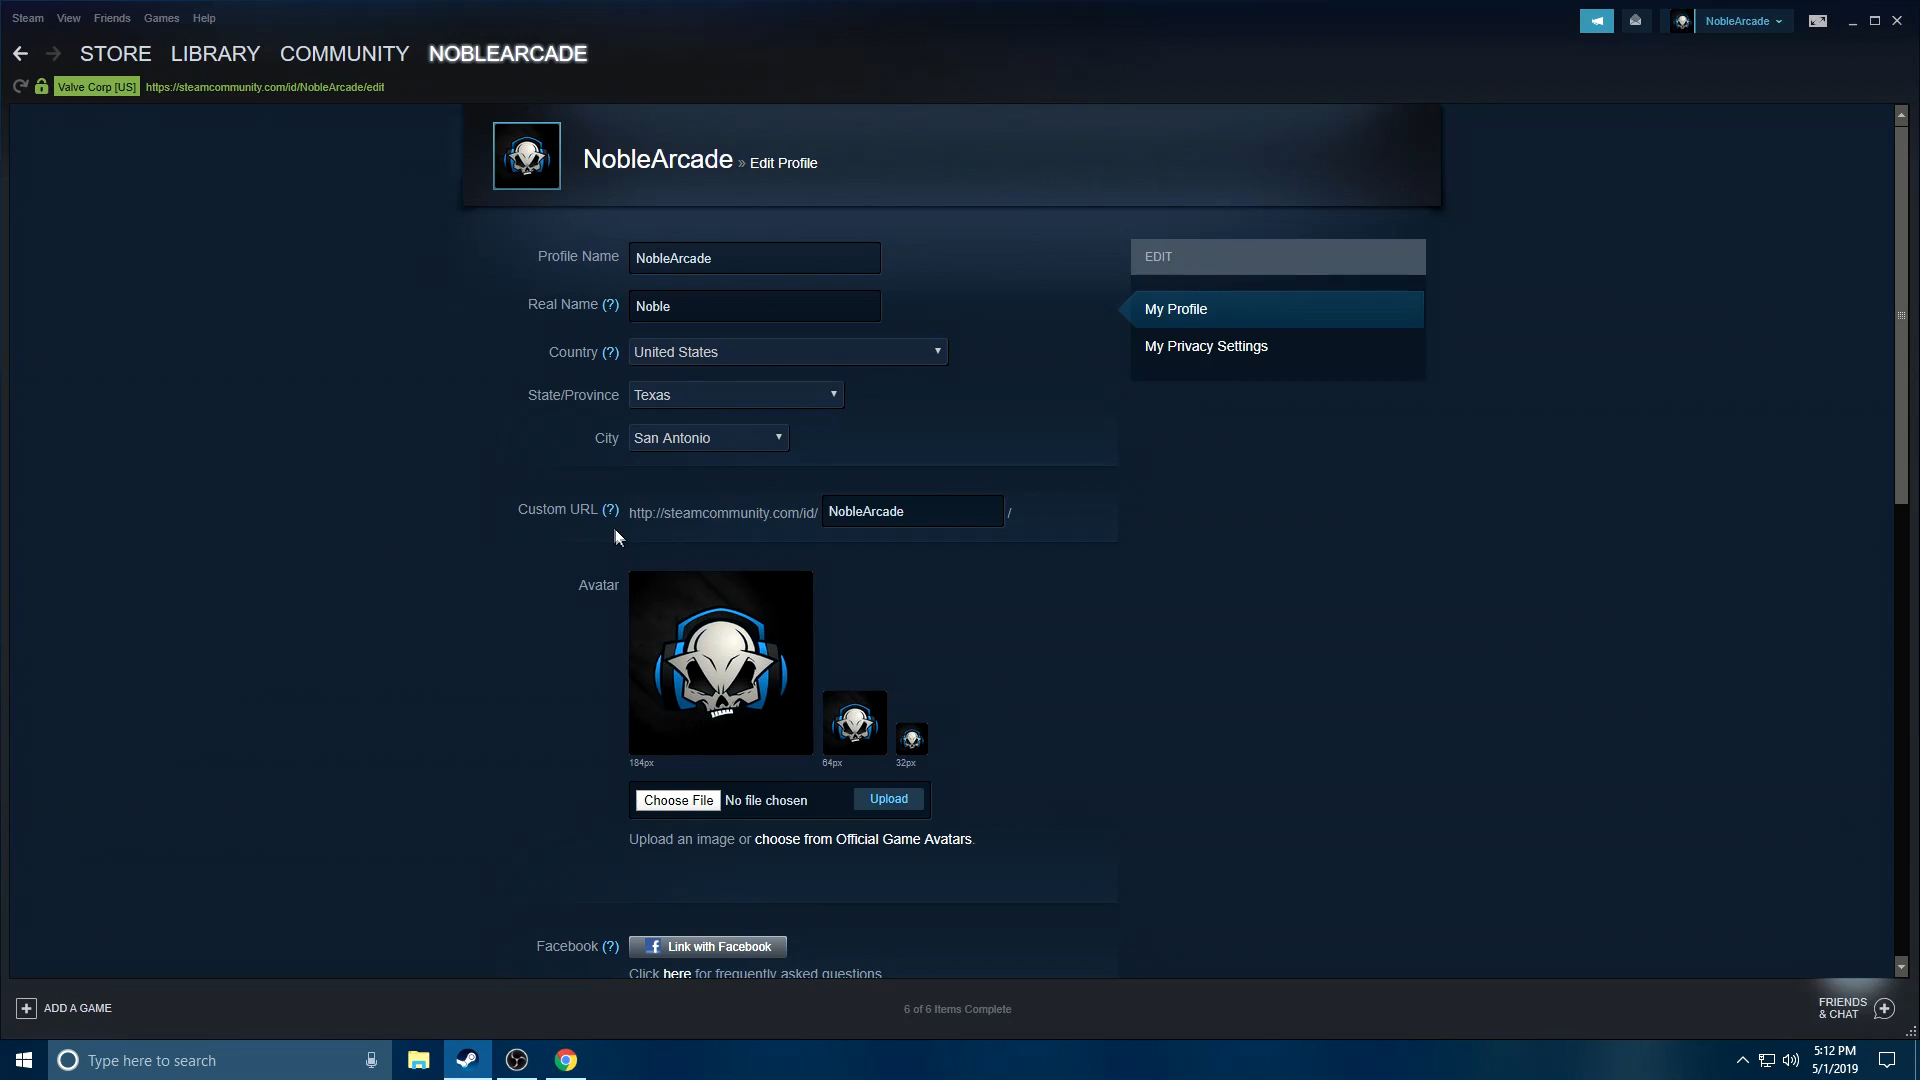 Steam View Friends Games Help
NobleArcade
STORE LIBRARY COMMUNITY NOBLEARCADE
Valve Corp [US] https://steamcommunity.com/id/NobleArcade/edit
NobleArcade » Edit Profile
Profile Name NobleArcade
EDIT
Real Name (?) Noble
My Profile
Country (?) United States
My Privacy Settings
State/Province Texas
City San Antonio
Custom URL (?) http://steamcommunity.com/id/ NobleArcade /
Avatar
184px 64px 32px
Choose File No file chosen Upload
Upload an image or choose from Official Game Avatars.
Facebook (?) f Link with Facebook
Click here for frequently asked questions
ADD A GAME
6 of 6 Items Complete
FRIENDS
& CHAT
Type here to search
5:12 PM
5/1/2019